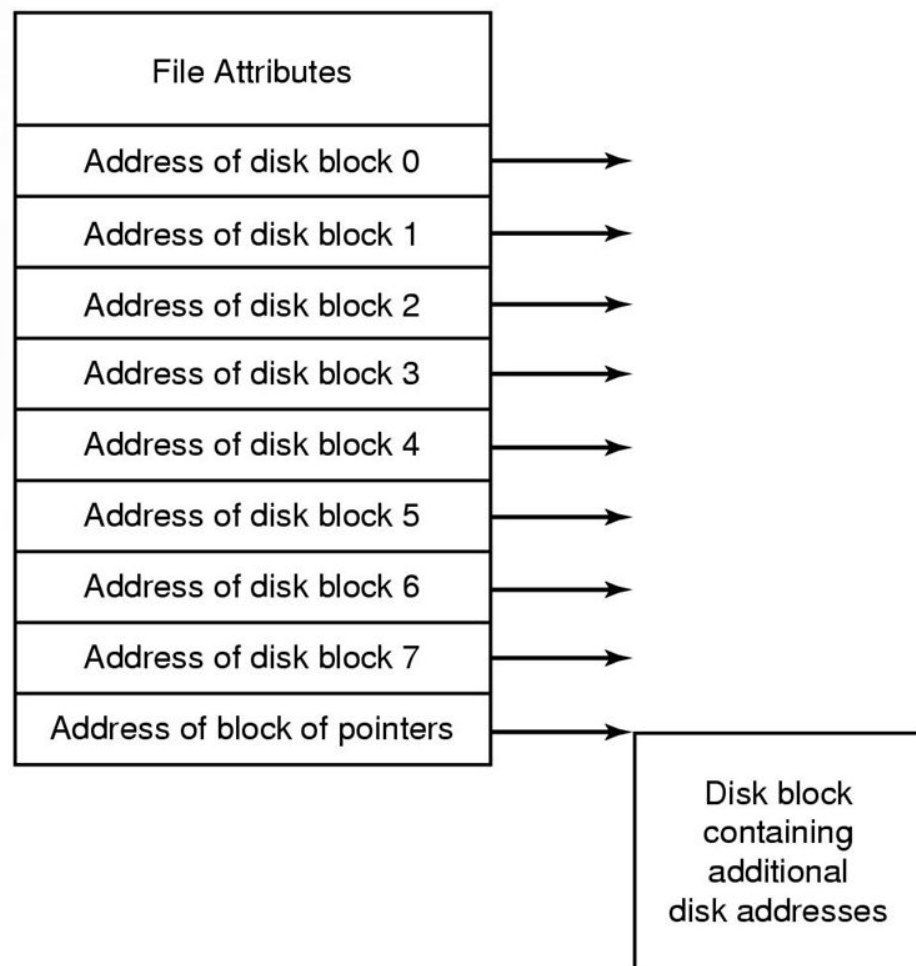 File Attributes
Address of disk block 0
Address of disk block 1
Address of disk block 2
Address of disk block 3
Address of disk block 4
Address of disk block 5
Address of disk block 6
Address of disk block 7
Address of block of pointers
Disk block
containing
additional
disk addresses